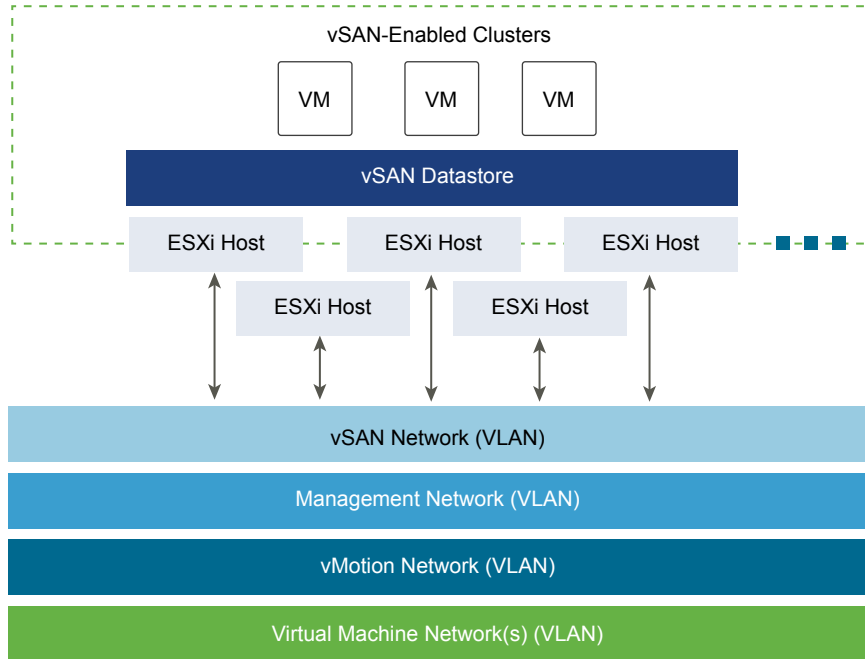 vSAN-Enabled Clusters
VM
VM
VM
vSAN Datastore
ESXi Host
ESXi Host
ESXi Host
ESXi Host
ESXi Host
vSAN Network (VLAN)
Management Network (VLAN)
vMotion Network (VLAN)
Virtual Machine Network(s) (VLAN)